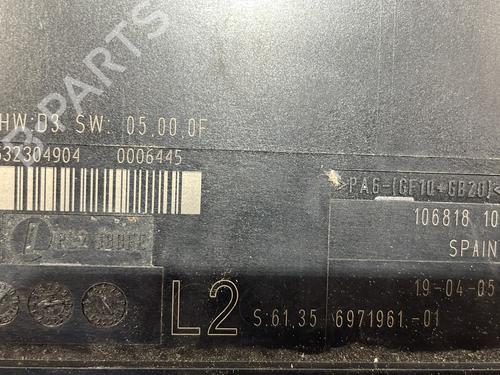 HW:D3 SW: 05,00,0F
632304904 0006445
>PA6-(GF10+GB20)<
106818 10
SPAIN
19-04-05
L2 S:61,35 6971961-01
B PARTS